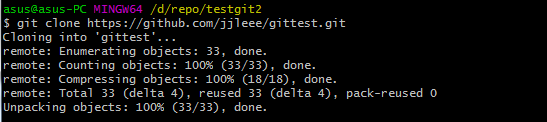 asus@asus-PC MINGW64 /d/repo/testgit2
$ git clone https://github.com/jjleee/gittest.git
Cloning into 'gittest'...
remote: Enumerating objects: 33, done.
remote: Counting objects: 100% (33/33), done.
remote: Compressing objects: 100% (18/18), done.
remote: Total 33 (delta 4), reused 33 (delta 4), pack-reused 0
Unpacking objects: 100% (33/33), done.